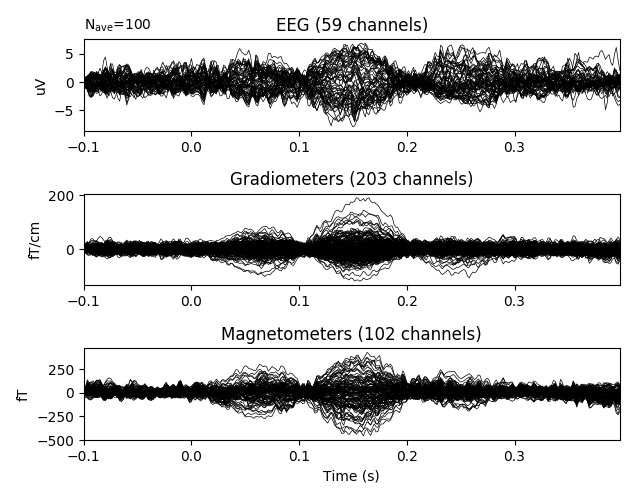 Nave=100
EEG (59 channels)
5
0
−5
uV
−0.1 0.0 0.1 0.2 0.3
Gradiometers (203 channels)
200
0
fT/cm
−0.1 0.0 0.1 0.2 0.3
Magnetometers (102 channels)
250
0
−250
−500
fT
−0.1 0.0 0.1 0.2 0.3
Time (s)